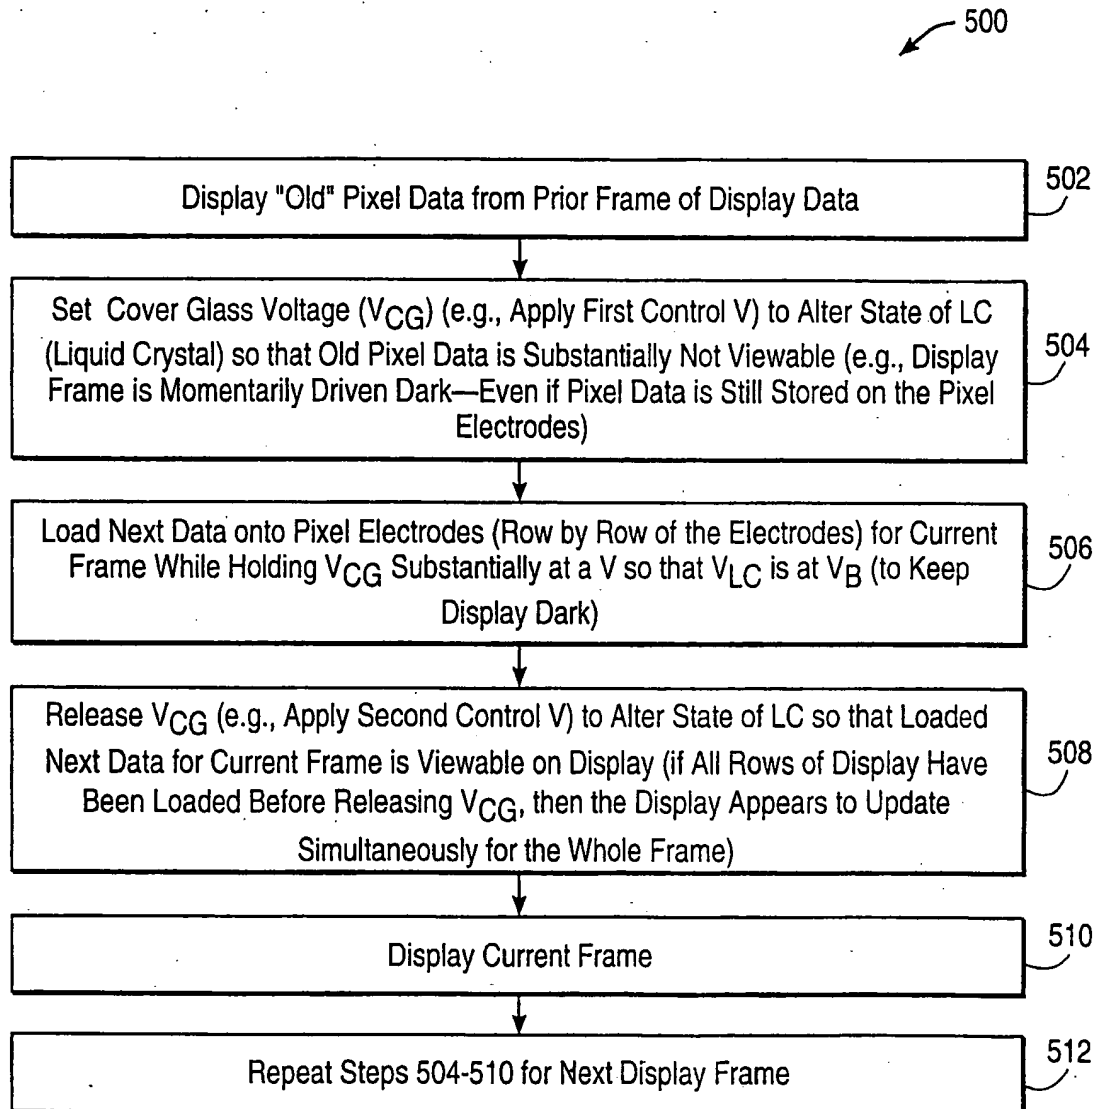 500
Display "Old" Pixel Data from Prior Frame of Display Data
502
Set Cover Glass Voltage (VCG) (e.g., Apply First Control V) to Alter State of LC
(Liquid Crystal) so that Old Pixel Data is Substantially Not Viewable (e.g., Display
Frame is Momentarily Driven Dark—Even if Pixel Data is Still Stored on the Pixel
Electrodes)
504
Load Next Data onto Pixel Electrodes (Row by Row of the Electrodes) for Current
Frame While Holding VCG Substantially at a V so that VLC is at VB (to Keep
Display Dark)
506
Release VCG (e.g., Apply Second Control V) to Alter State of LC so that Loaded
Next Data for Current Frame is Viewable on Display (if All Rows of Display Have
Been Loaded Before Releasing VCG, then the Display Appears to Update
Simultaneously for the Whole Frame)
508
Display Current Frame
510
Repeat Steps 504-510 for Next Display Frame
512